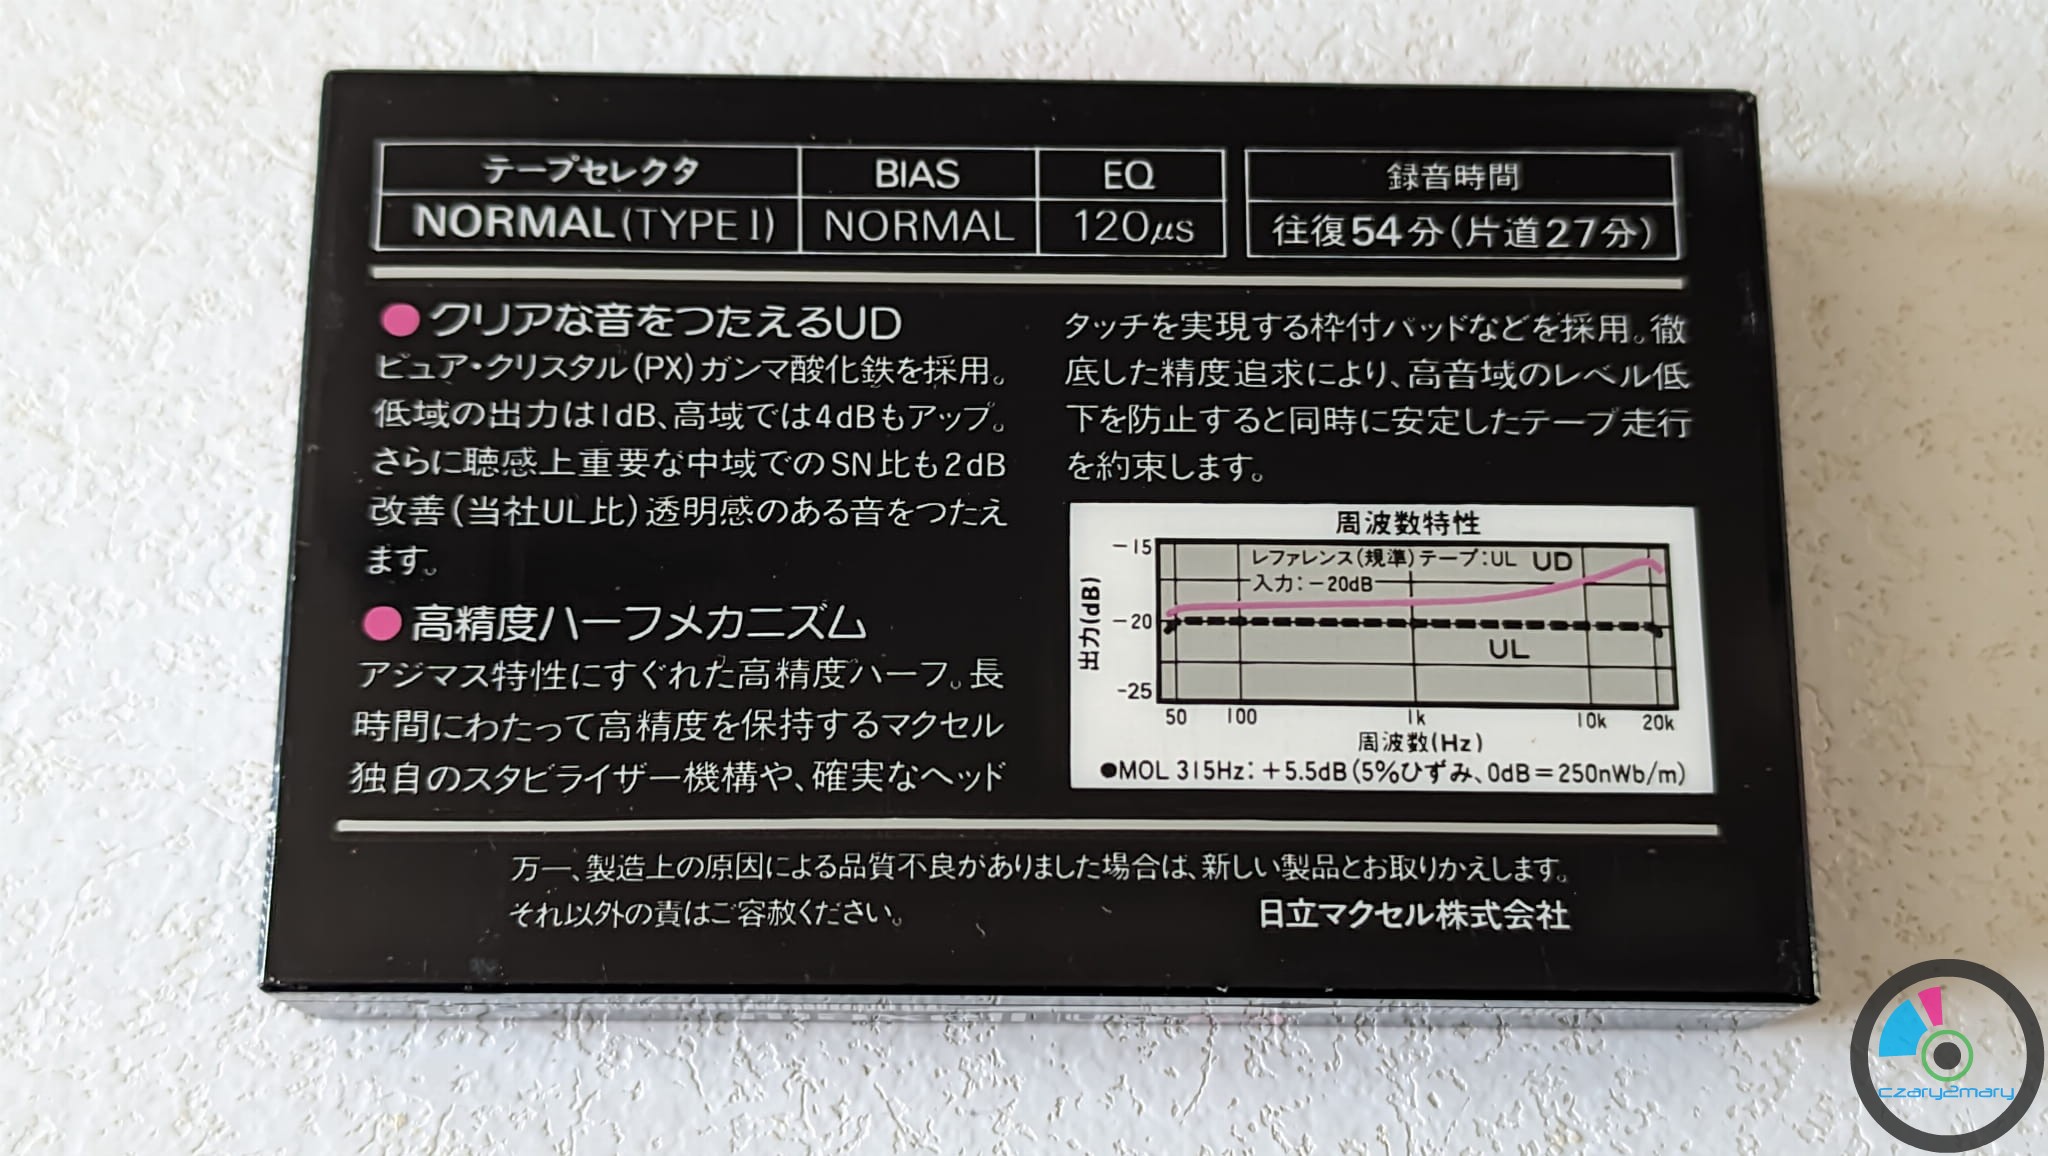 テープセレクタ BIAS EQ 録音時間
NORMAL(TYPE I) NORMAL 120μs 往復54分(片道27分)
●クリアな音をつたえるUD
ピュア・クリスタル(PX)ガンマ酸化鉄を採用。
低域の出力は1dB、高域では4dBもアップ。
さらに聴感上重要な中域でのSN比も2dB
改善(当社UL比)透明感のある音をつたえ
ます。
●高精度ハーフメカニズム
アジマス特性にすぐれた高精度ハーフ。長
時間にわたって高精度を保持するマクセル
独自のスタビライザー機構や、確実なヘッド
タッチを実現する枠付パッドなどを採用。徹
底した精度追求により、高音域のレベル低
下を防止すると同時に安定したテープ走行
を約束します。
周波数特性
レファレンス(規準)テープ:UL UD
入力:-20dB
UL
出力(dB)
-15
-20
-25
50 100 1k 10k 20k
周波数(Hz)
●MOL 315Hz:+5.5dB(5%ひずみ、0dB=250nWb/m)
万一、製造上の原因による品質不良がありました場合は、新しい製品とお取りかえします。
それ以外の責はご容赦ください。 日立マクセル株式会社
czary2mary